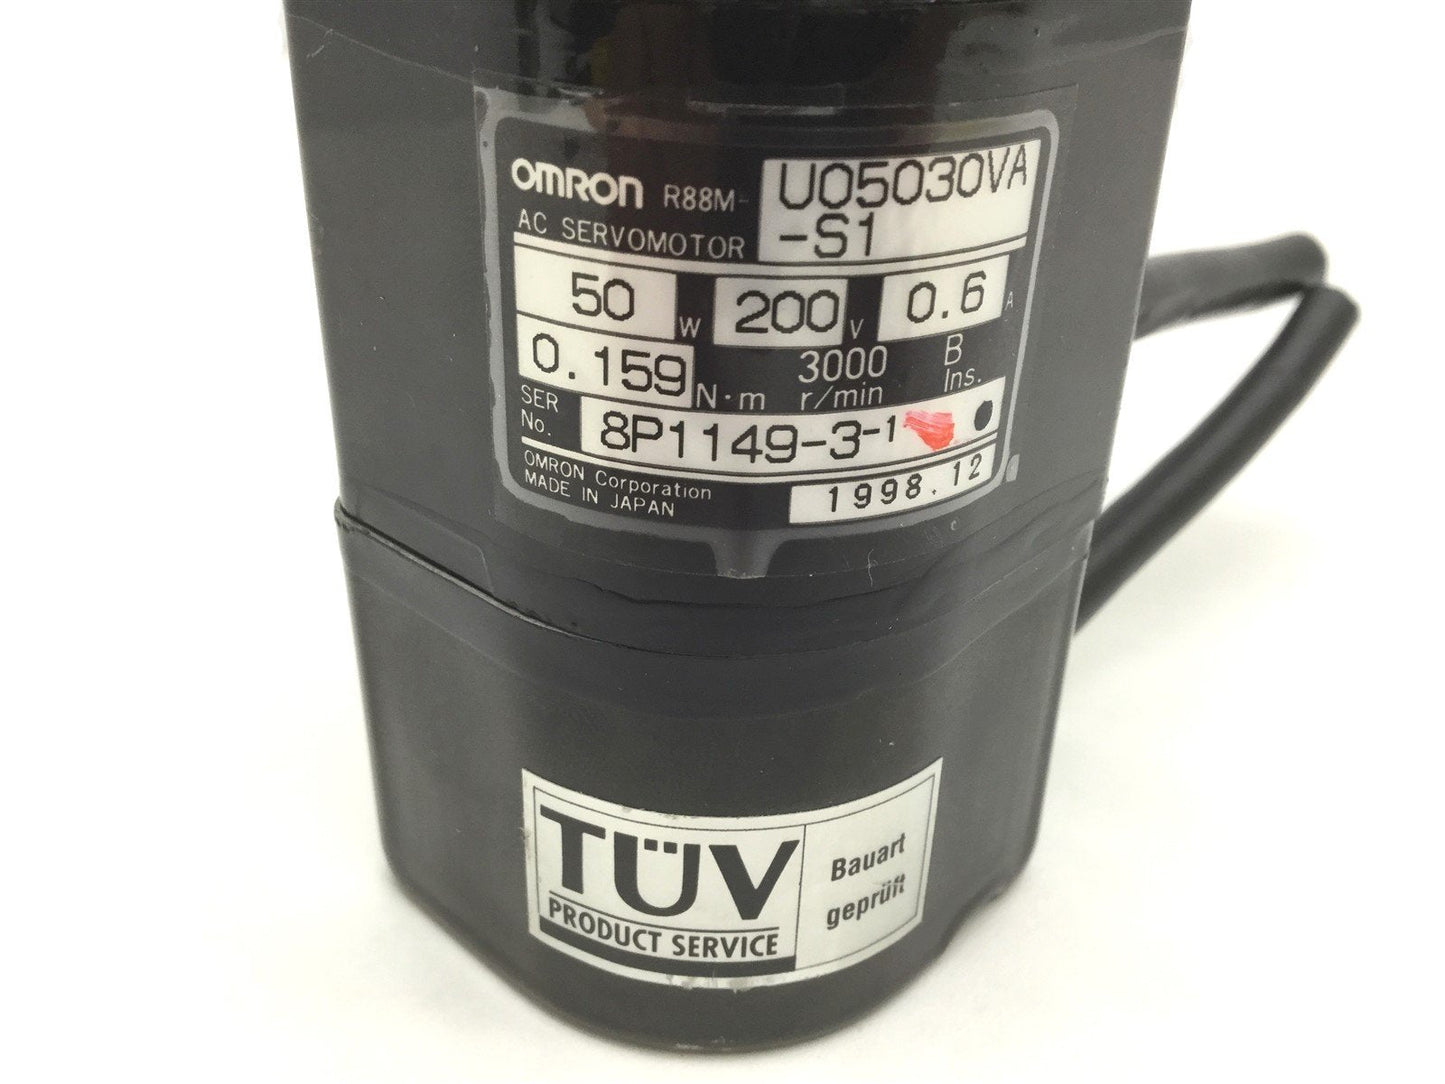 OMRON R88M- U05030VA
AC SERVOMOTOR -S1
50 W 200 V 0.6 A
0.159 N·m 3000 r/min B Ins.
SER No. 8P1149-3-1
OMRON Corporation
MADE IN JAPAN 1998.12
TÜV
PRODUCT SERVICE
Bauart
geprüft